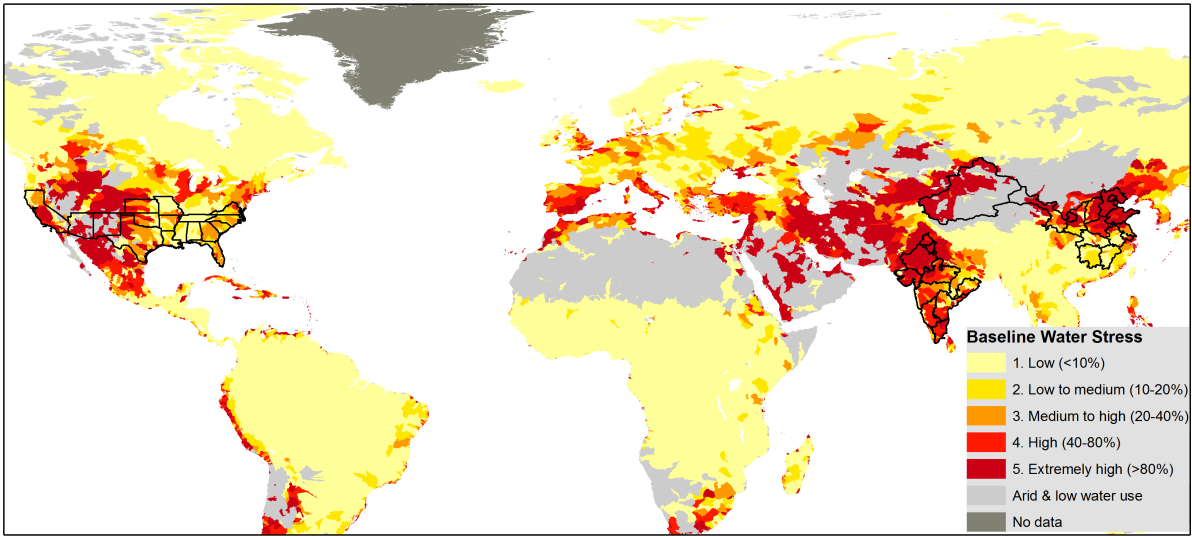 Baseline Water Stress
1. Low (<10%)
2. Low to medium (10-20%)
3. Medium to high (20-40%)
4. High (40-80%)
5. Extremely high (>80%)
Arid & low water use
No data